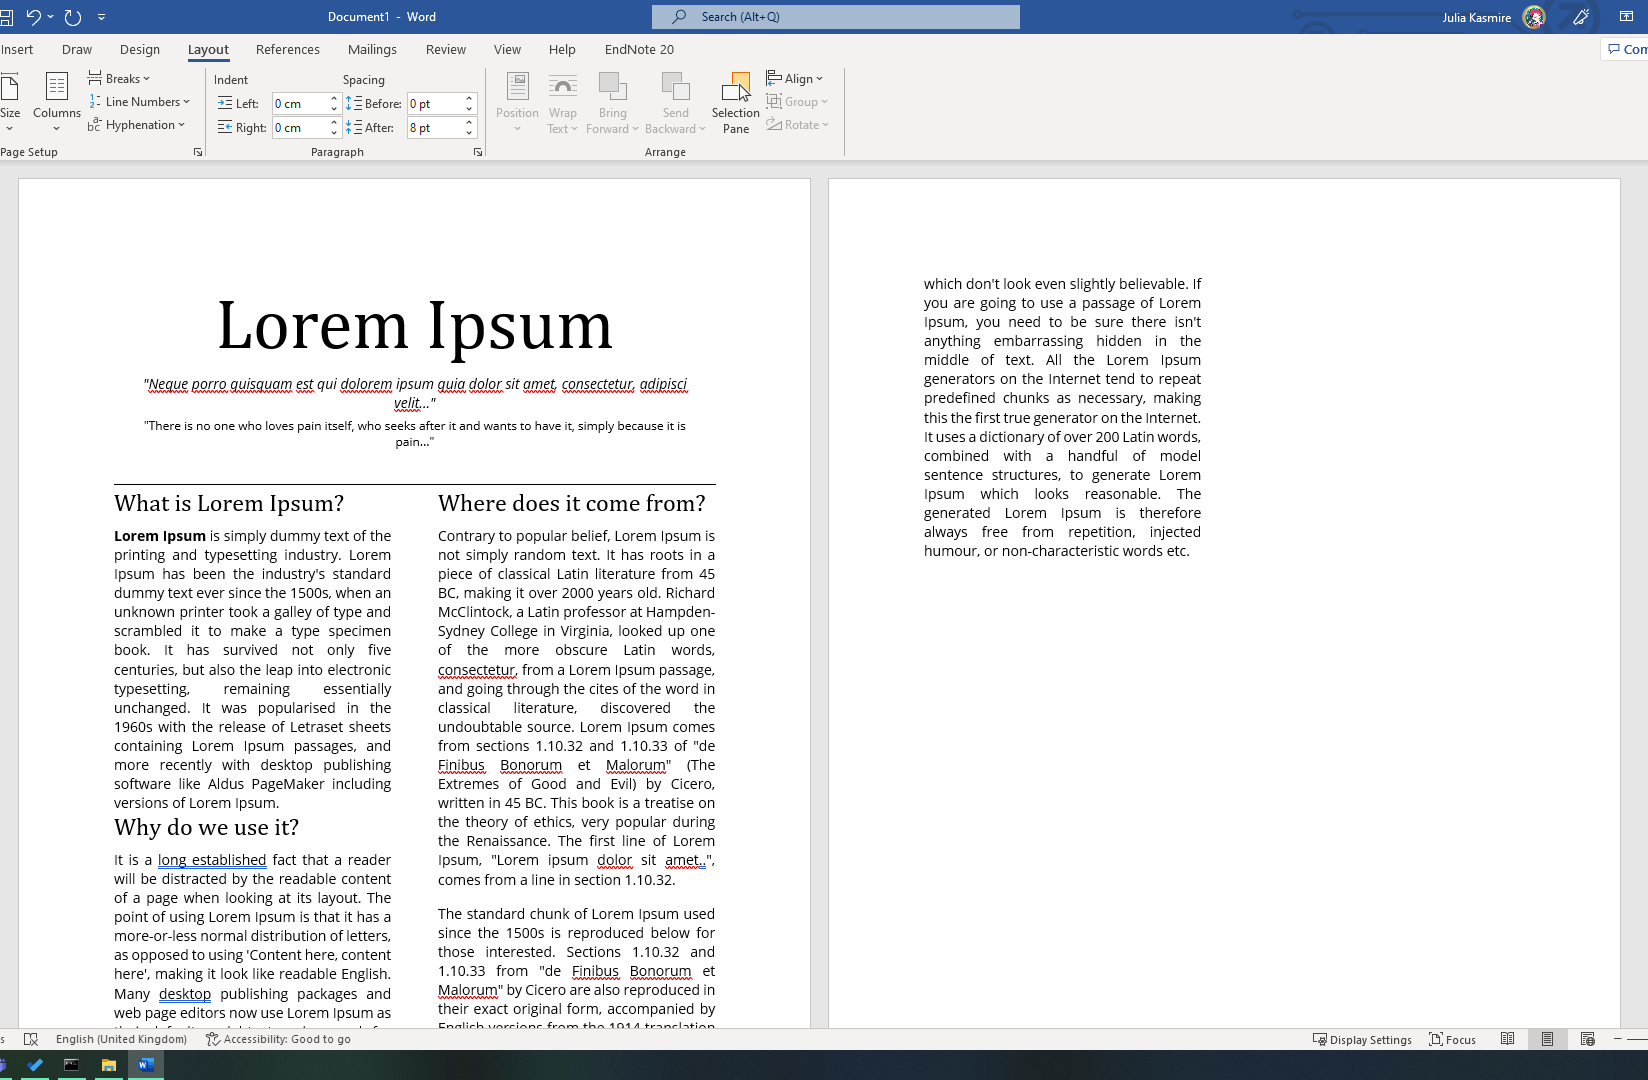 Document1 - Word
Search (Alt+Q)
Julia Kasmire
Insert Draw Design Layout References Mailings Review View Help EndNote 20
Com
Size
Columns
Breaks
Line Numbers
Hyphenation
Page Setup
Indent Spacing
Left: 0 cm Before: 0 pt
Right: 0 cm After: 8 pt
Paragraph
Position
Wrap
Text
Bring
Forward
Send
Backward
Selection
Pane
Align
Group
Rotate
Arrange
Lorem Ipsum
"Neque porro quisquam est qui dolorem ipsum quia dolor sit amet, consectetur, adipisci
velit..."
"There is no one who loves pain itself, who seeks after it and wants to have it, simply because it is
pain..."
What is Lorem Ipsum?
Lorem Ipsum is simply dummy text of the
printing and typesetting industry. Lorem
Ipsum has been the industry's standard
dummy text ever since the 1500s, when an
unknown printer took a galley of type and
scrambled it to make a type specimen
book. It has survived not only five
centuries, but also the leap into electronic
typesetting, remaining essentially
unchanged. It was popularised in the
1960s with the release of Letraset sheets
containing Lorem Ipsum passages, and
more recently with desktop publishing
software like Aldus PageMaker including
versions of Lorem Ipsum.
Why do we use it?
It is a long established fact that a reader
will be distracted by the readable content
of a page when looking at its layout. The
point of using Lorem Ipsum is that it has a
more-or-less normal distribution of letters,
as opposed to using 'Content here, content
here', making it look like readable English.
Many desktop publishing packages and
web page editors now use Lorem Ipsum as
Where does it come from?
Contrary to popular belief, Lorem Ipsum is
not simply random text. It has roots in a
piece of classical Latin literature from 45
BC, making it over 2000 years old. Richard
McClintock, a Latin professor at Hampden-
Sydney College in Virginia, looked up one
of the more obscure Latin words,
consectetur, from a Lorem Ipsum passage,
and going through the cites of the word in
classical literature, discovered the
undoubtable source. Lorem Ipsum comes
from sections 1.10.32 and 1.10.33 of "de
Finibus Bonorum et Malorum" (The
Extremes of Good and Evil) by Cicero,
written in 45 BC. This book is a treatise on
the theory of ethics, very popular during
the Renaissance. The first line of Lorem
Ipsum, "Lorem ipsum dolor sit amet..",
comes from a line in section 1.10.32.
The standard chunk of Lorem Ipsum used
since the 1500s is reproduced below for
those interested. Sections 1.10.32 and
1.10.33 from "de Finibus Bonorum et
Malorum" by Cicero are also reproduced in
their exact original form, accompanied by
English versions from the 1914 translation
which don't look even slightly believable. If
you are going to use a passage of Lorem
Ipsum, you need to be sure there isn't
anything embarrassing hidden in the
middle of text. All the Lorem Ipsum
generators on the Internet tend to repeat
predefined chunks as necessary, making
this the first true generator on the Internet.
It uses a dictionary of over 200 Latin words,
combined with a handful of model
sentence structures, to generate Lorem
Ipsum which looks reasonable. The
generated Lorem Ipsum is therefore
always free from repetition, injected
humour, or non-characteristic words etc.
s English (United Kingdom) Accessibility: Good to go Display Settings Focus